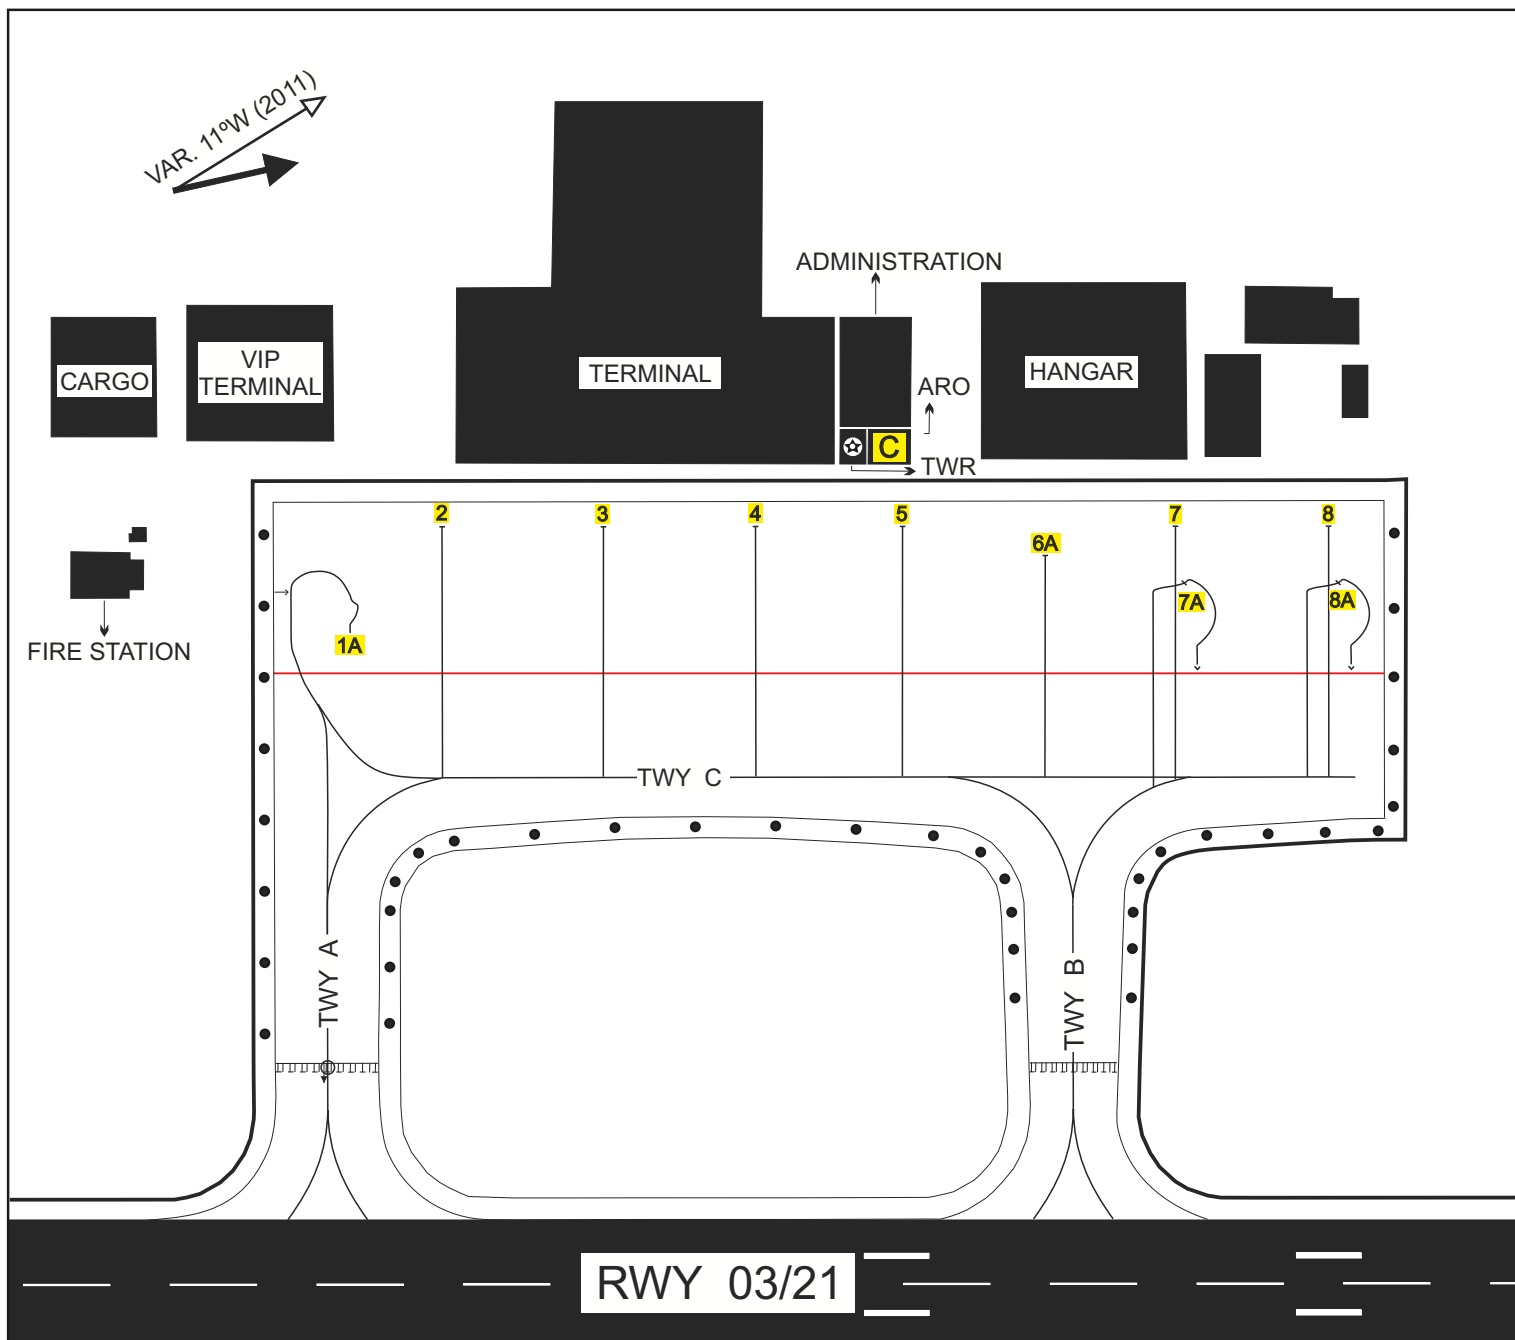 VAR. 11ºW (2011)
ADMINISTRATION
CARGO
VIP
TERMINAL
TERMINAL
HANGAR
ARO
C
TWR
2
3
4
5
6A
7
8
1A
7A
8A
FIRE STATION
TWY C
TWY A
TWY B
RWY 03/21